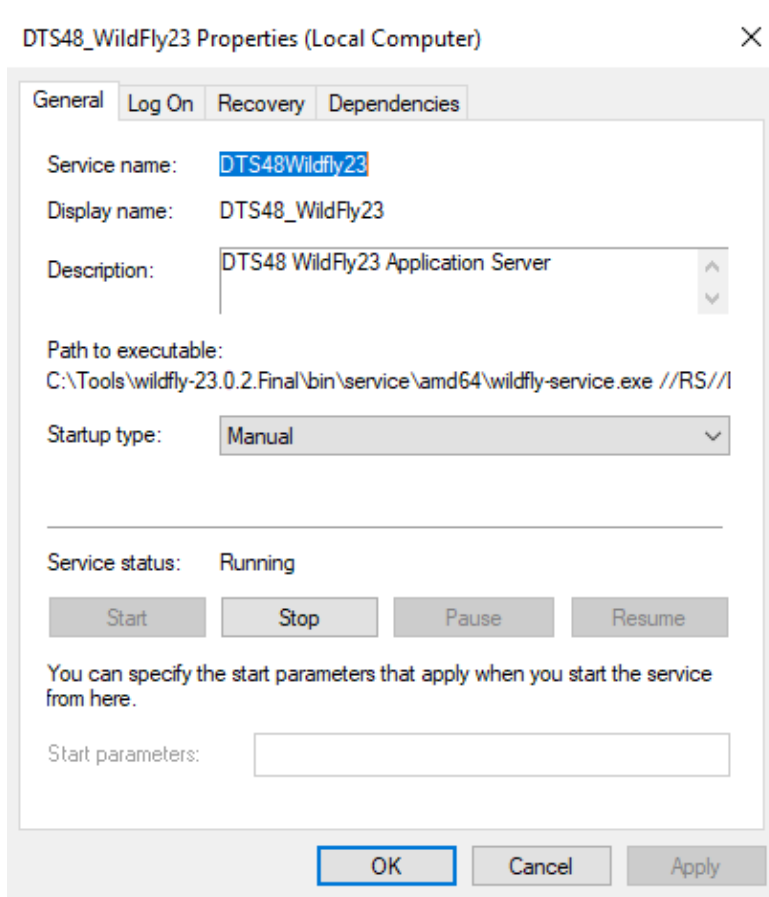 DTS48_WildFly23 Properties (Local Computer)
General Log On Recovery Dependencies
Service name: DTS48Wildfly23
Display name: DTS48_WildFly23
Description: DTS48 WildFly23 Application Server
Path to executable:
C:\Tools\wildfly-23.0.2.Final\bin\service\amd64\wildfly-service.exe //RS//
Startup type: Manual
Service status: Running
Start Stop Pause Resume
You can specify the start parameters that apply when you start the service
from here.
Start parameters:
OK Cancel Apply